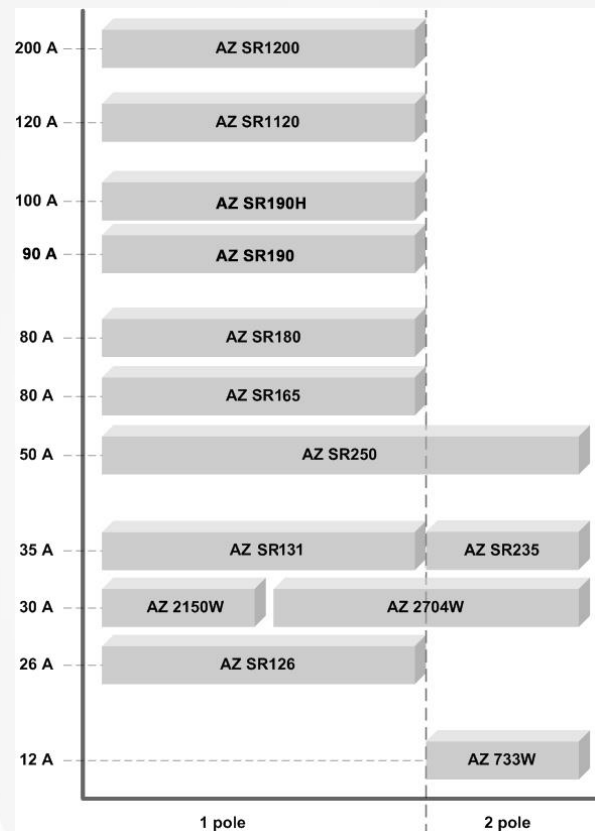 200 A AZ SR1200
120 A AZ SR1120
100 A AZ SR190H
90 A AZ SR190
80 A AZ SR180
80 A AZ SR165
50 A AZ SR250
35 A AZ SR131 AZ SR235
30 A AZ 2150W AZ 2704W
26 A AZ SR126
12 A AZ 733W
1 pole 2 pole